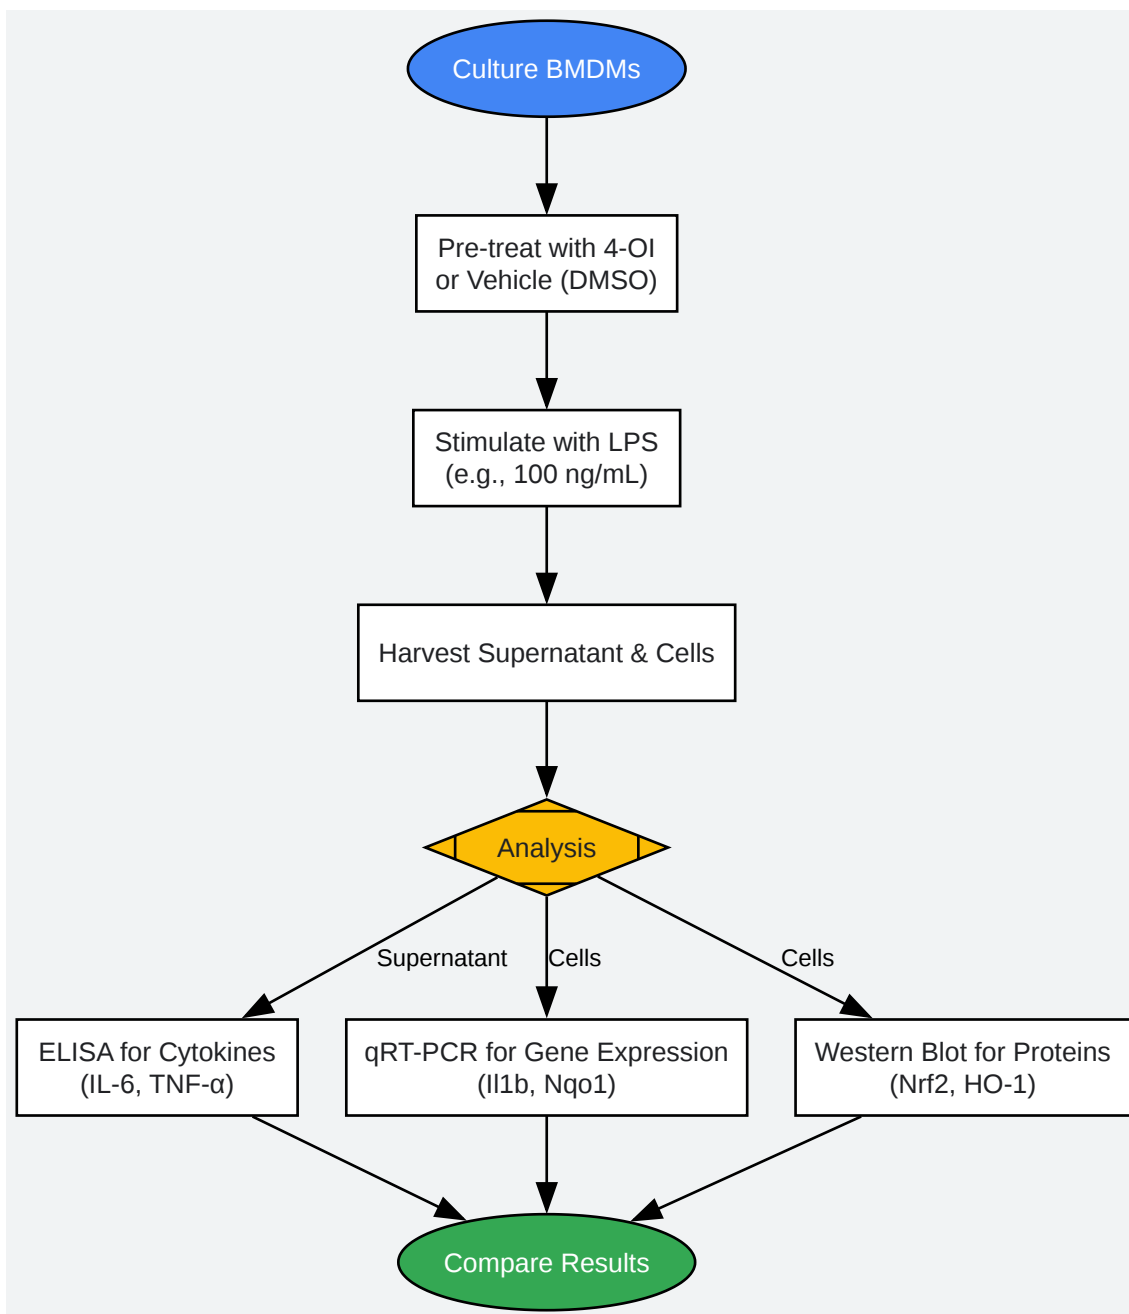 Culture BMDMs
Pre-treat with 4-OI
or Vehicle (DMSO)
Stimulate with LPS
(e.g., 100 ng/mL)
Harvest Supernatant & Cells
Analysis
Supernatant
Cells
Cells
ELISA for Cytokines
(IL-6, TNF-α)
qRT-PCR for Gene Expression
(Il1b, Nqo1)
Western Blot for Proteins
(Nrf2, HO-1)
Compare Results